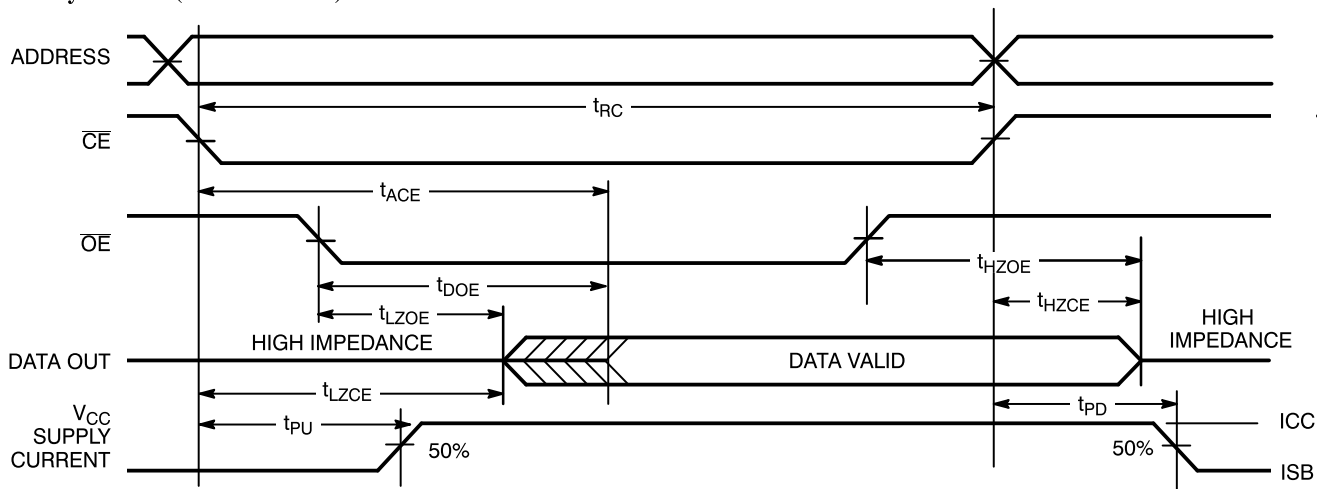 ADDRESS
tRC
CE
tACE
OE
tHZOE
tDOE
tHZCE
tLZOE
HIGH IMPEDANCE
HIGH
IMPEDANCE
DATA OUT
DATA VALID
tLZCE
tPD
VCC
SUPPLY
CURRENT
tPU
50%
50%
ICC
ISB